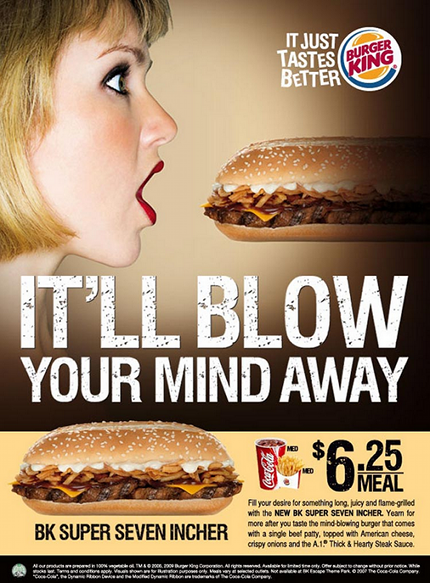 IT JUST
TASTES
BETTER
BURGER
KING
IT'LL BLOW
YOUR MIND AWAY
MED
Coca-Cola
MED
$6.25
MEAL
Fill your desire for something long, juicy and flame-grilled
with the NEW BK SUPER SEVEN INCHER. Yearn for
more after you taste the mind-blowing burger that comes
with a single beef patty, topped with American cheese,
crispy onions and the A.1.® Thick & Hearty Steak Sauce.
BK SUPER SEVEN INCHER
All our products are prepared in 100% vegetable oil. TM & © 2006, 2009 Burger King Corporation. All rights reserved. Available for limited time only. Offer subject to change without prior notice. While
stocks last. Terms and conditions apply. Visuals shown are for illustration purposes only. Meals vary at selected outlets. Not available at BK Escape Theme Park. © 2007 The Coca-Cola Company.
"Coca-Cola", the Dynamic Ribbon Device and the Modified Dynamic Ribbon are trademarks of The Coca-Cola Company.